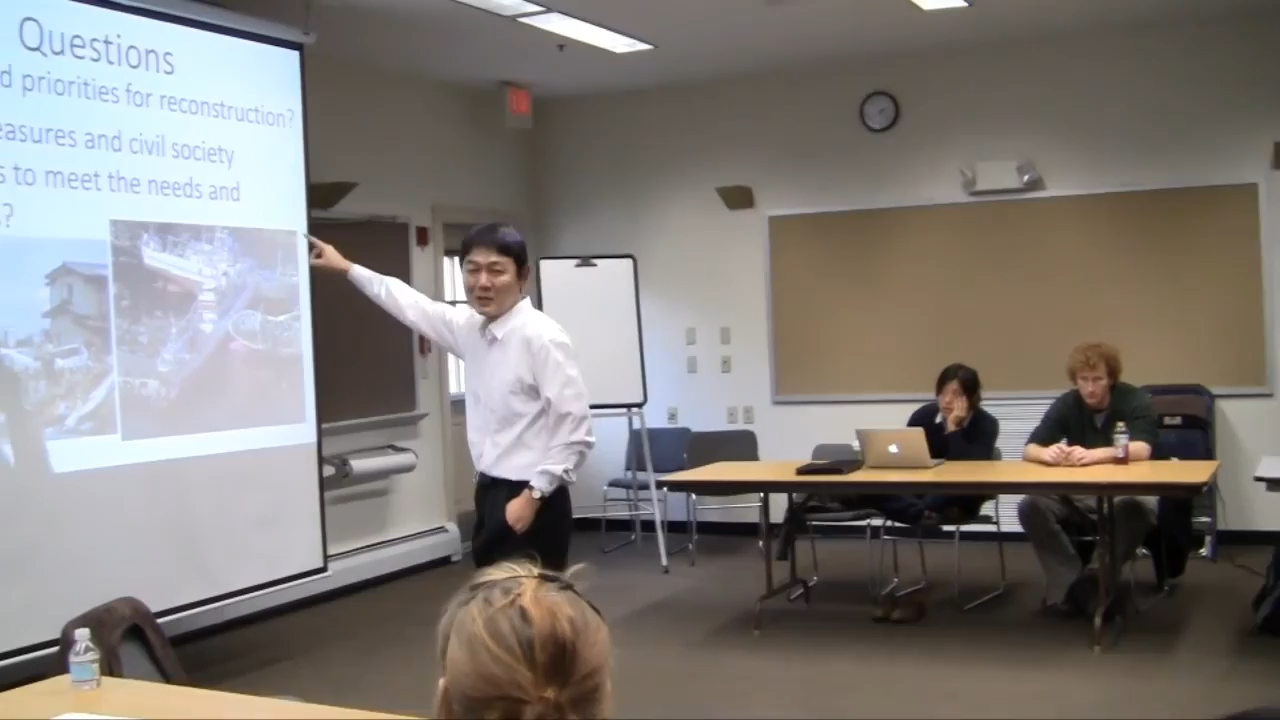 Questions
d priorities for reconstruction?
easures and civil society
s to meet the needs and
s?